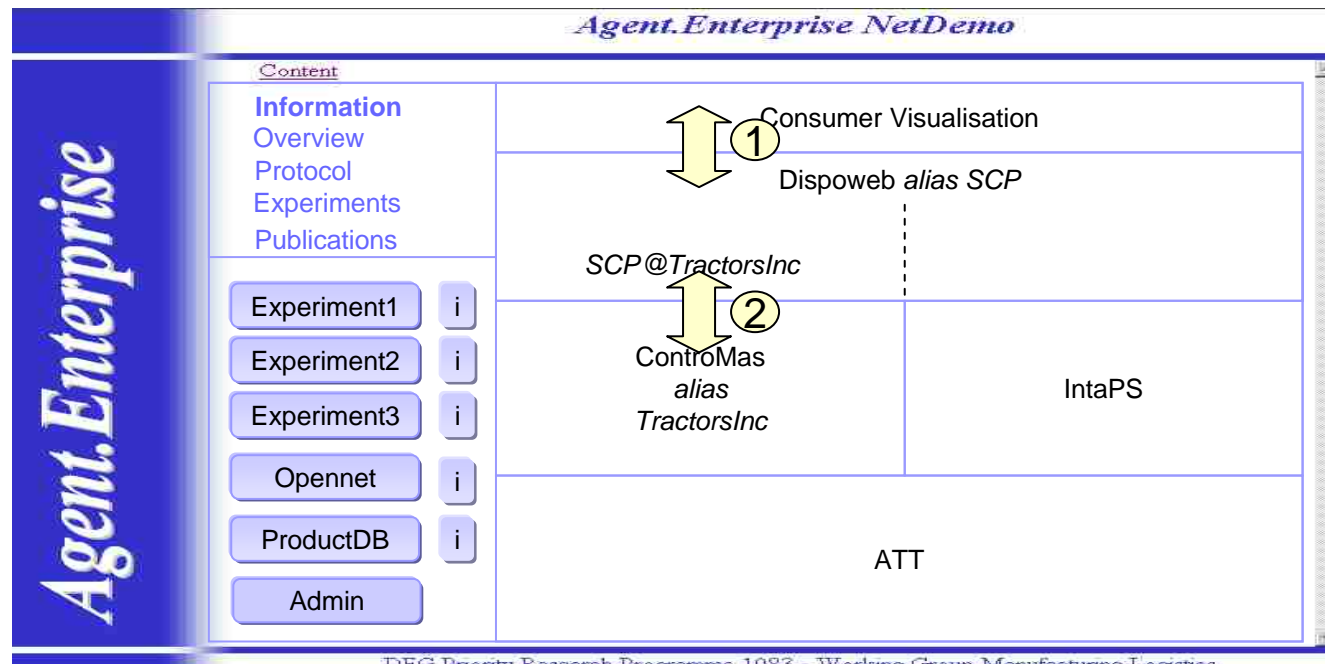 Agent.Enterprise NetDemo
Agent.Enterprise
Content
Information
Overview
Protocol
Experiments
Publications
Experiment1 i
Experiment2 i
Experiment3 i
Opennet i
ProductDB i
Admin
Consumer Visualisation
1
Dispoweb alias SCP
SCP@TractorsInc
2
ControMas
alias
TractorsInc
IntaPS
ATT
DFG Priority Research Programme 1083 - Working Group Manufacturing Logistics